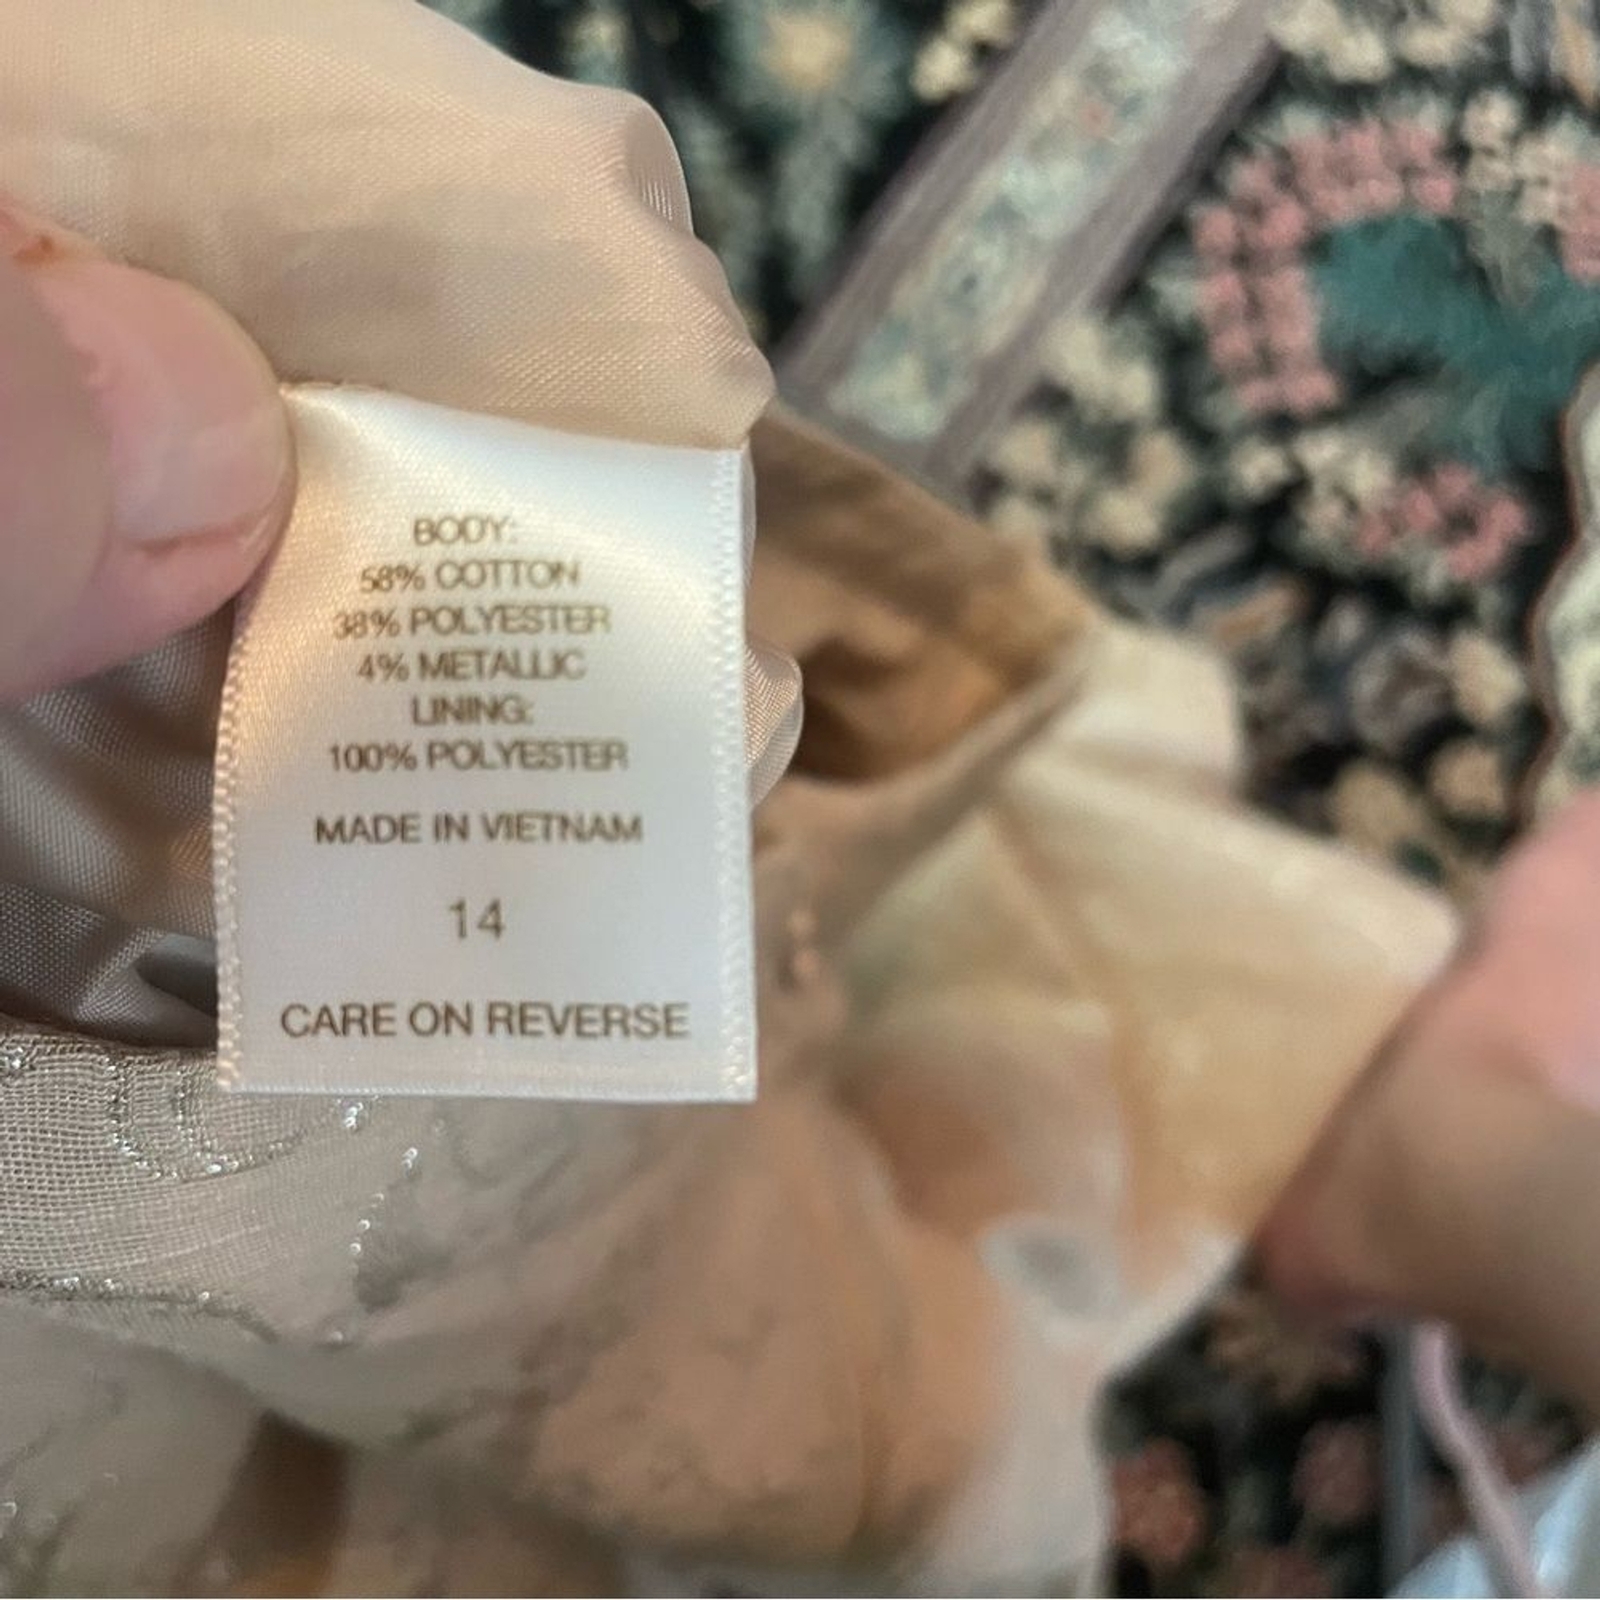 BODY:
58% COTTON
38% POLYESTER
4% METALLIC
LINING:
100% POLYESTER
MADE IN VIETNAM
14
CARE ON REVERSE